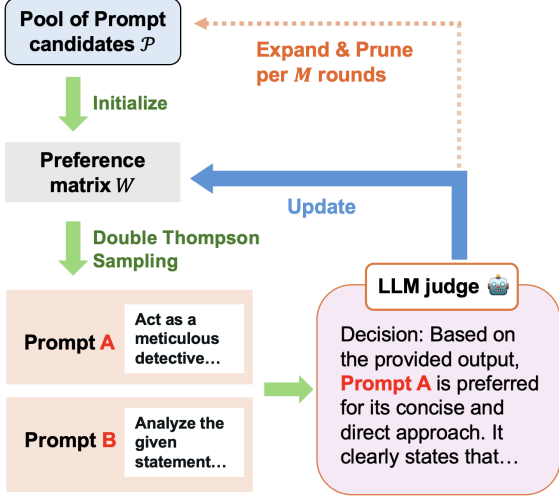 Pool of Prompt
candidates 𝒫
Expand & Prune
per M rounds
Initialize
Preference
matrix W
Update
Double Thompson
Sampling
LLM judge 🤖
Prompt A
Act as a
meticulous
detective…
Prompt B
Analyze the
given
statement…
Decision: Based on
the provided output,
Prompt A is preferred
for its concise and
direct approach. It
clearly states that…